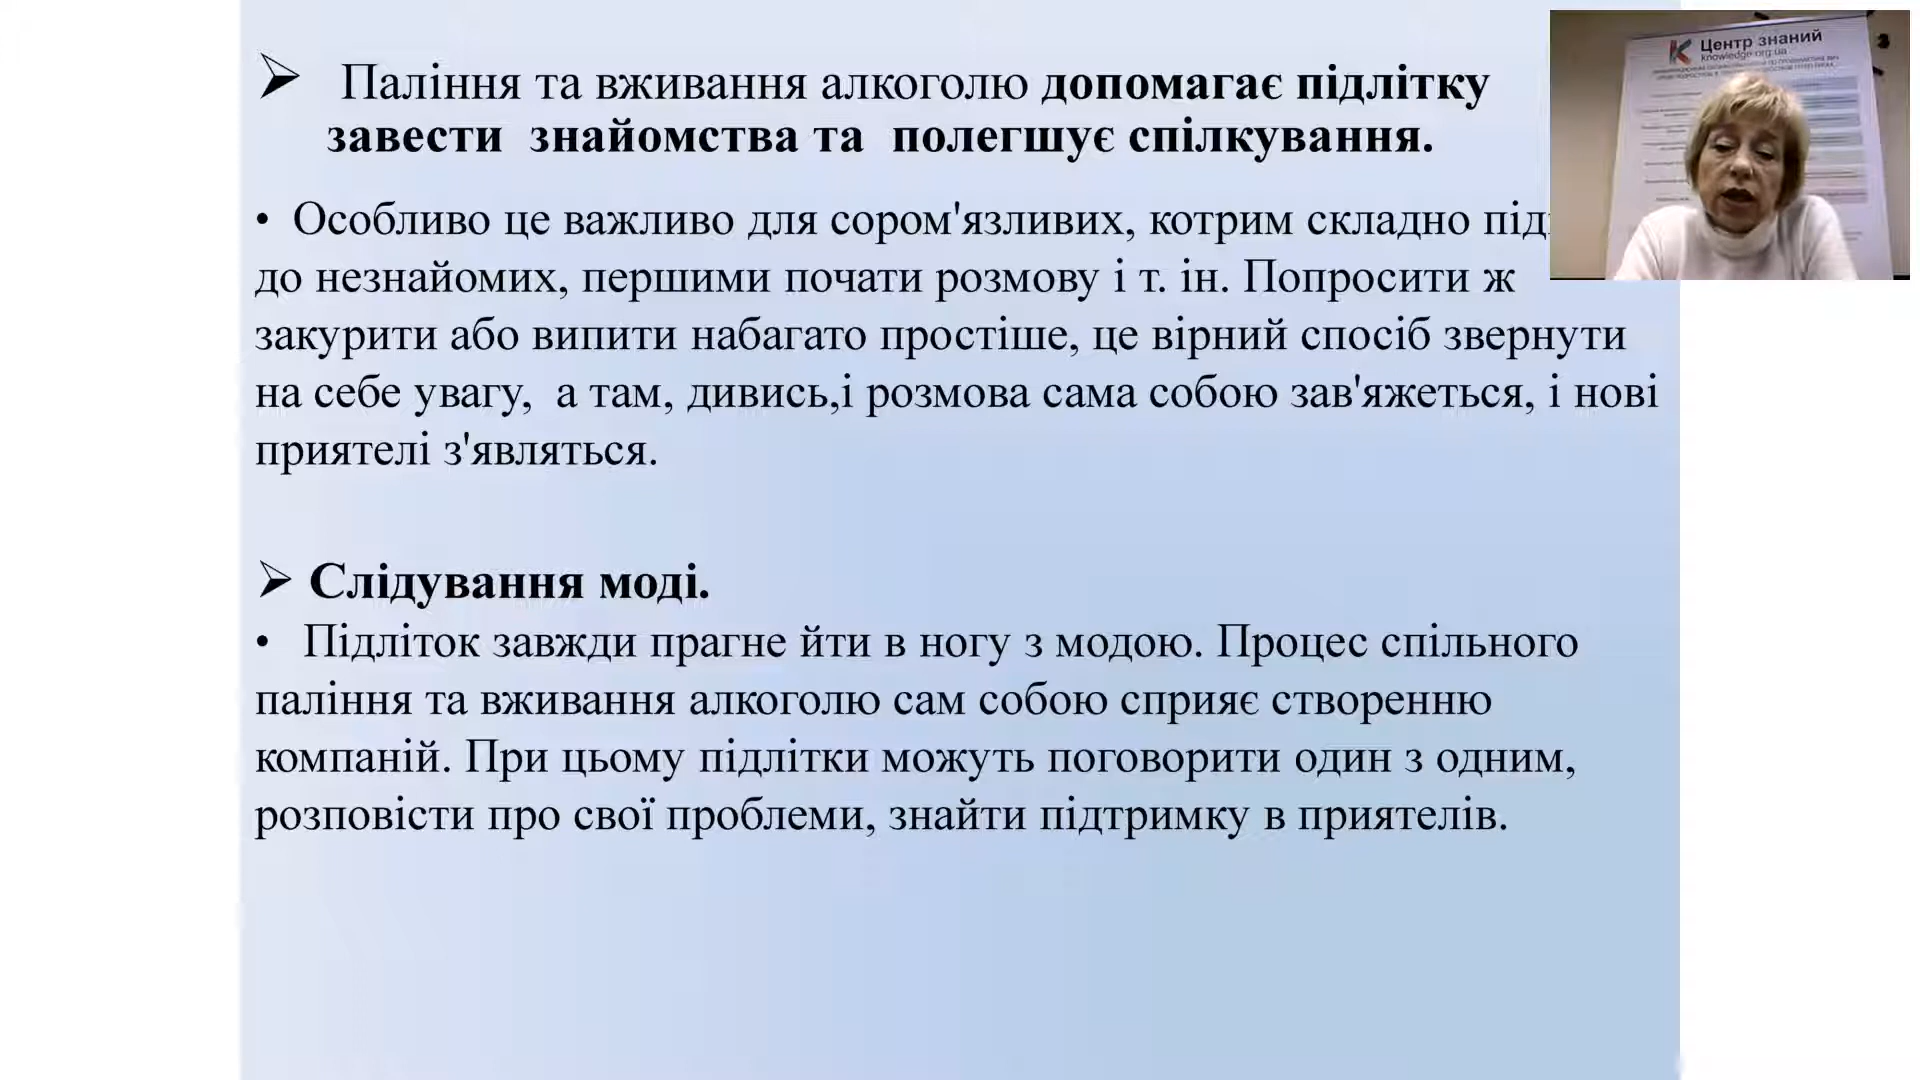 ➢ Паління та вживання алкоголю допомагає підлітку
завести знайомства та полегшує спілкування.
• Особливо це важливо для сором'язливих, котрим складно
до незнайомих, першими почати розмову і т. ін. Попросити ж
закурити або випити набагато простіше, це вірний спосіб звернути
на себе увагу, а там, дивись,і розмова сама собою зав'яжеться, і нові
приятелі з'являться.
➢ Слідування моді.
• Підліток завжди прагне йти в ногу з модою. Процес спільного
паління та вживання алкоголю сам собою сприяє створенню
компаній. При цьому підлітки можуть поговорити один з одним,
розповісти про свої проблеми, знайти підтримку в приятелів.
Центр знаний
knowledge.org.ua